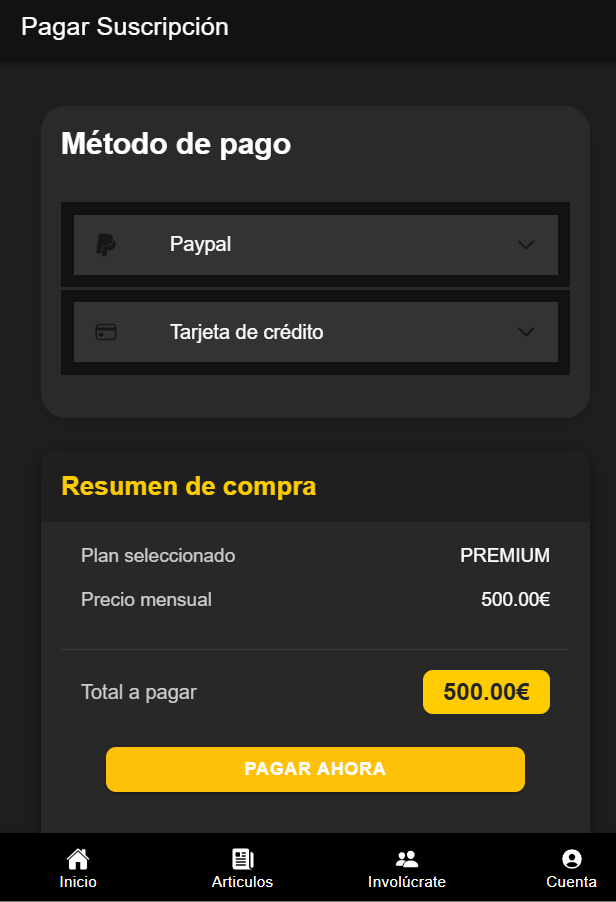 Pagar Suscripción
Método de pago
Paypal
Tarjeta de crédito
Resumen de compra
Plan seleccionado PREMIUM
Precio mensual 500.00€
Total a pagar 500.00€
PAGAR AHORA
Inicio Articulos Involúcrate Cuenta